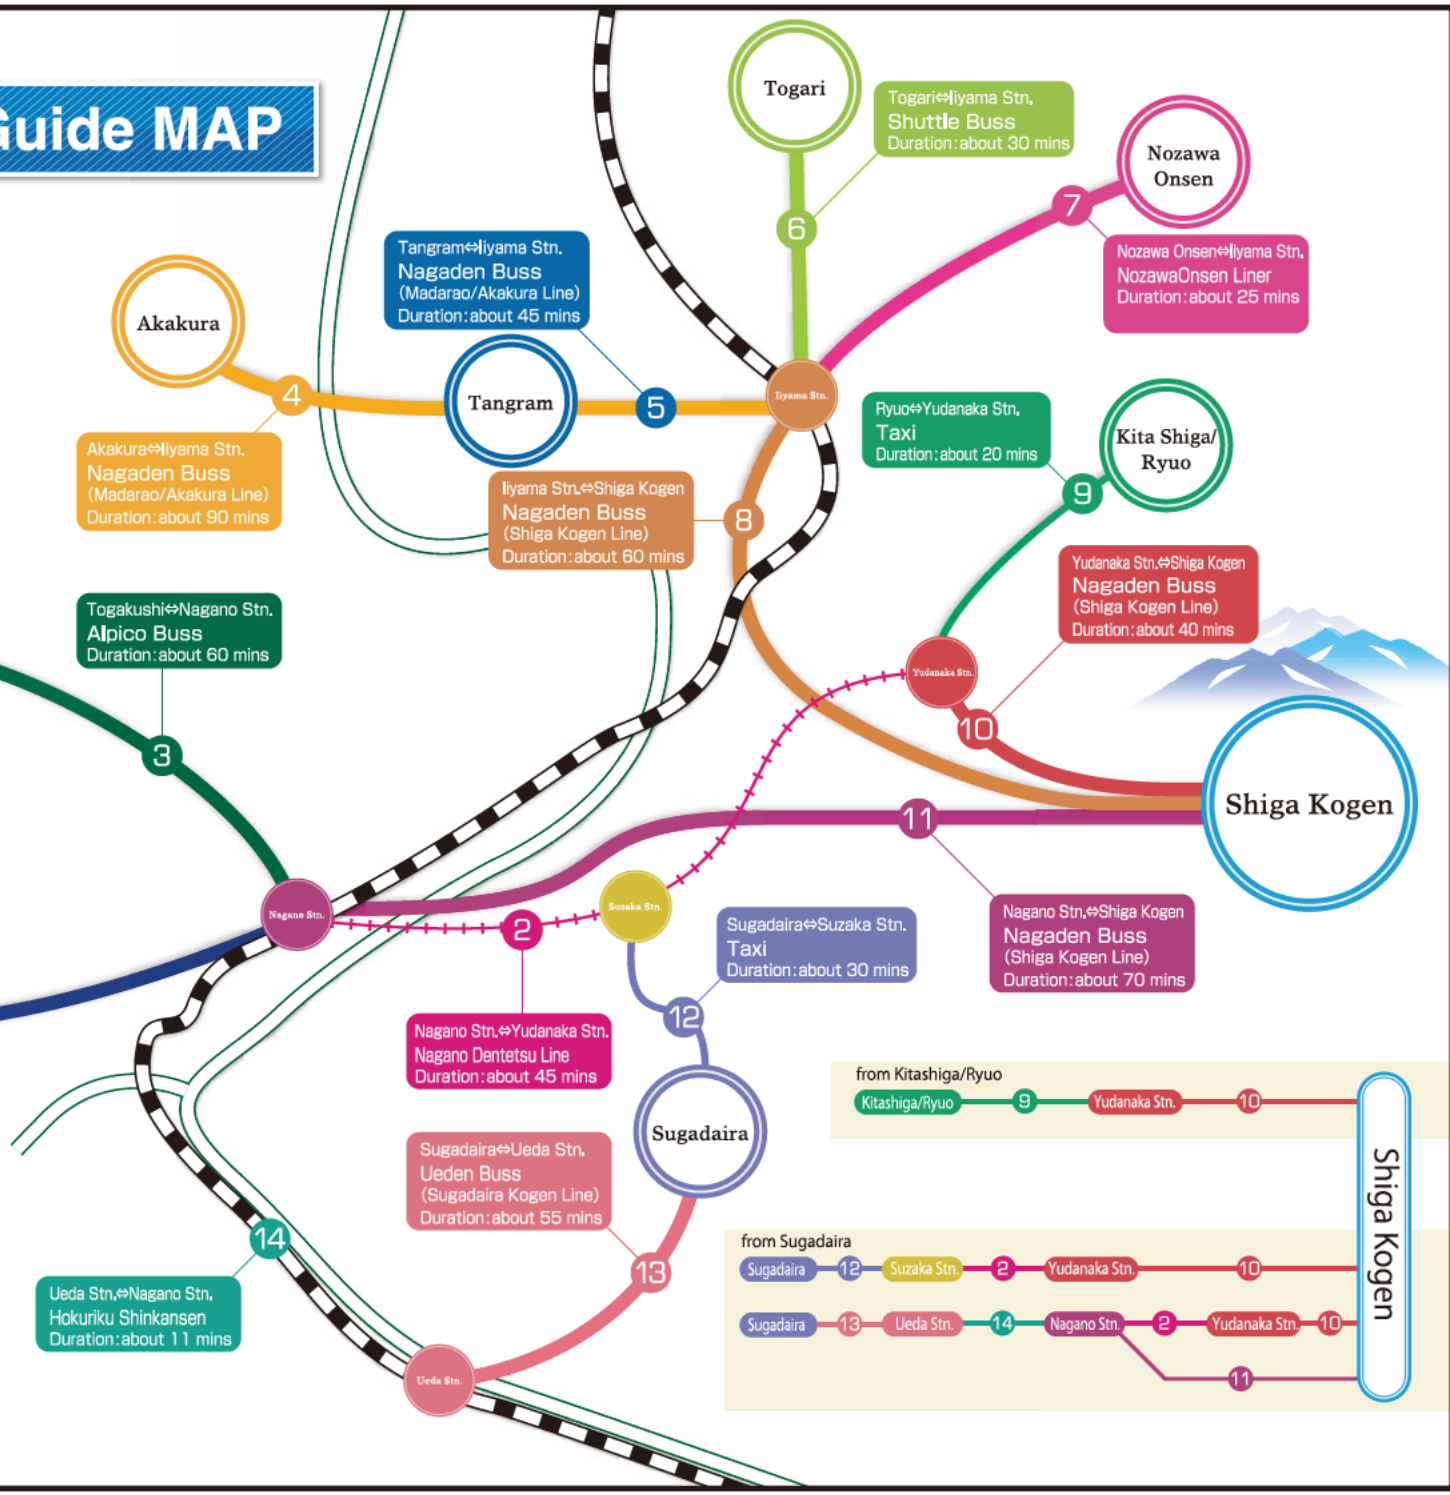 Guide MAP
Togari
Togari⇔Iiyama Stn.
Shuttle Buss
Duration:about 30 mins
6
Nozawa
Onsen
7
Nozawa Onsen⇔Iiyama Stn.
NozawaOnsen Liner
Duration:about 25 mins
Tangram⇔Iiyama Stn.
Nagaden Buss
(Madarao/Akakura Line)
Duration:about 45 mins
Akakura
4
Tangram
5
Iiyama Stn.
Akakura⇔Iiyama Stn.
Nagaden Buss
(Madarao/Akakura Line)
Duration:about 90 mins
Ryuo⇔Yudanaka Stn.
Taxi
Duration:about 20 mins
Kita Shiga/
Ryuo
9
Iiyama Stn.⇔Shiga Kogen
Nagaden Buss
(Shiga Kogen Line)
Duration:about 60 mins
8
Yudanaka Stn.⇔Shiga Kogen
Nagaden Buss
(Shiga Kogen Line)
Duration:about 40 mins
Togakushi⇔Nagano Stn.
Alpico Buss
Duration:about 60 mins
3
Yudanaka Stn.
10
Shiga Kogen
11
Nagano Stn.
2
Suzaka Stn.
Sugadaira⇔Suzaka Stn.
Taxi
Duration:about 30 mins
Nagano Stn.⇔Shiga Kogen
Nagaden Buss
(Shiga Kogen Line)
Duration:about 70 mins
12
Nagano Stn.⇔Yudanaka Stn.
Nagano Dentetsu Line
Duration:about 45 mins
Sugadaira
Sugadaira⇔Ueda Stn.
Ueden Buss
(Sugadaira Kogen Line)
Duration:about 55 mins
13
14
Ueda Stn.⇔Nagano Stn.
Hokuriku Shinkansen
Duration:about 11 mins
Ueda Stn.
from Kitashiga/Ryuo
Kitashiga/Ryuo 9 Yudanaka Stn. 10
Shiga Kogen
from Sugadaira
Sugadaira 12 Suzaka Stn. 2 Yudanaka Stn. 10
Sugadaira 13 Ueda Stn. 14 Nagano Stn. 2 Yudanaka Stn. 10
11